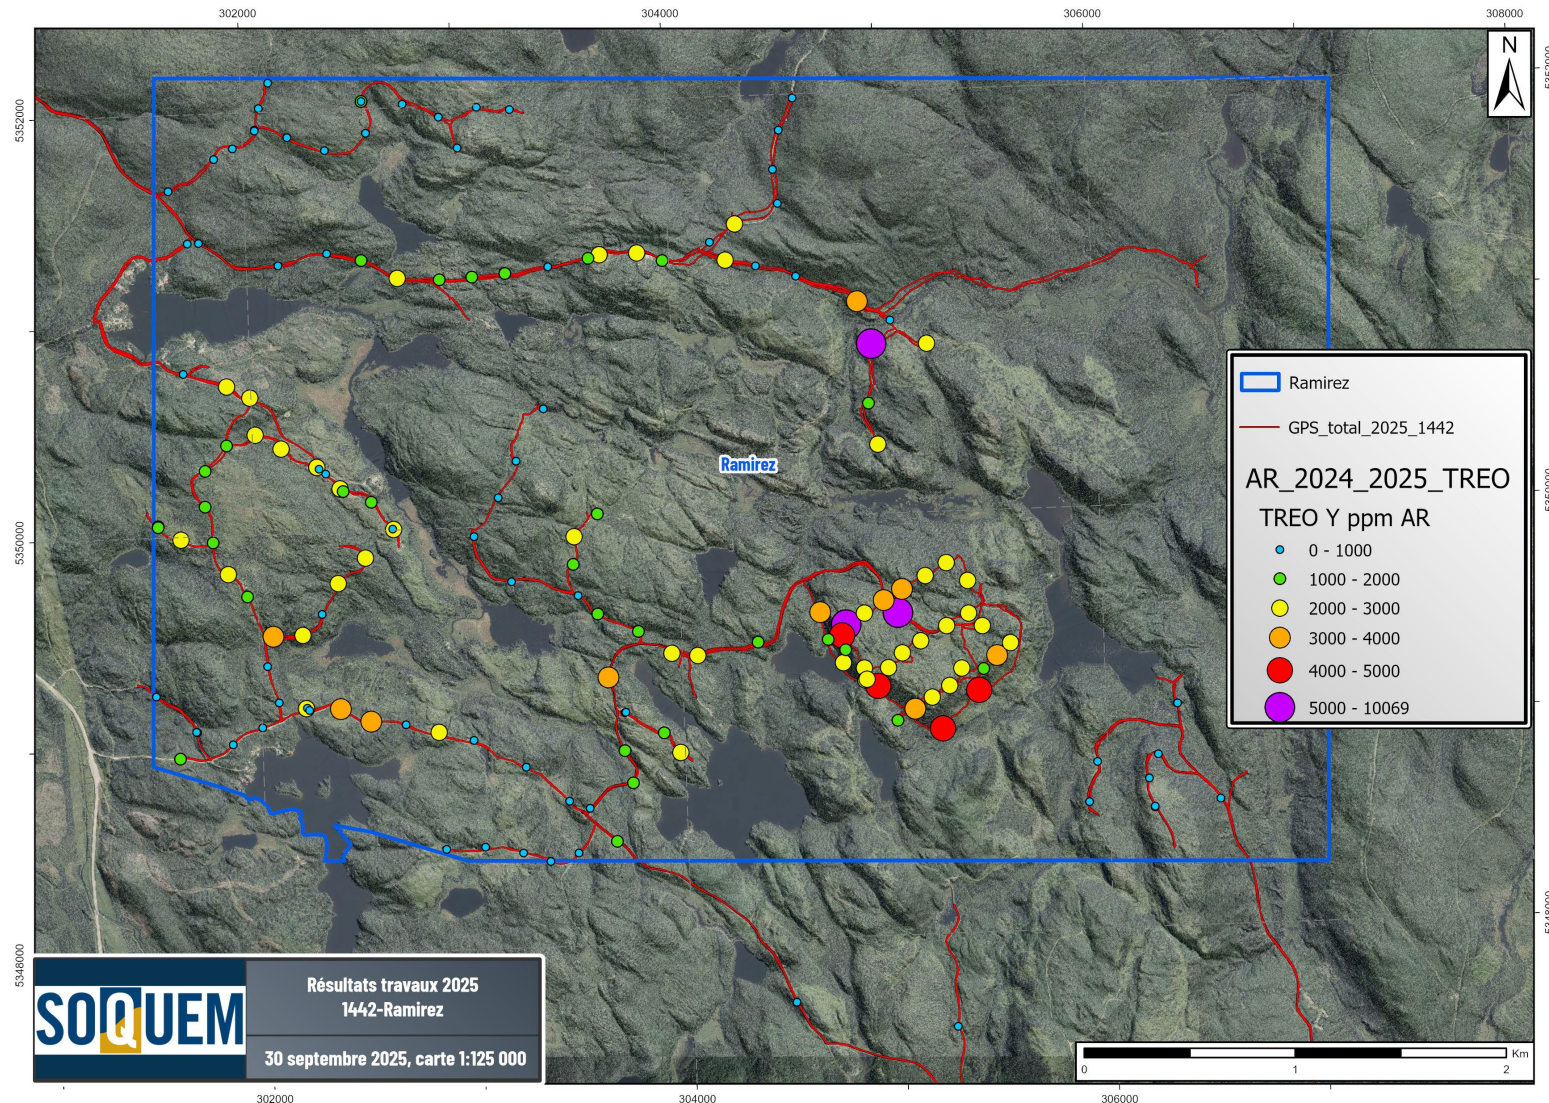 302000
304000
306000
308000
N
5352000
5350000
5348000
Ramirez
Ramirez
GPS_total_2025_1442
AR_2024_2025_TREO
TREO Y ppm AR
0 - 1000
1000 - 2000
2000 - 3000
3000 - 4000
4000 - 5000
5000 - 10069
SOQUEM
Résultats travaux 2025
1442-Ramirez
30 septembre 2025, carte 1:125 000
Km
0
1
2
302000
304000
306000